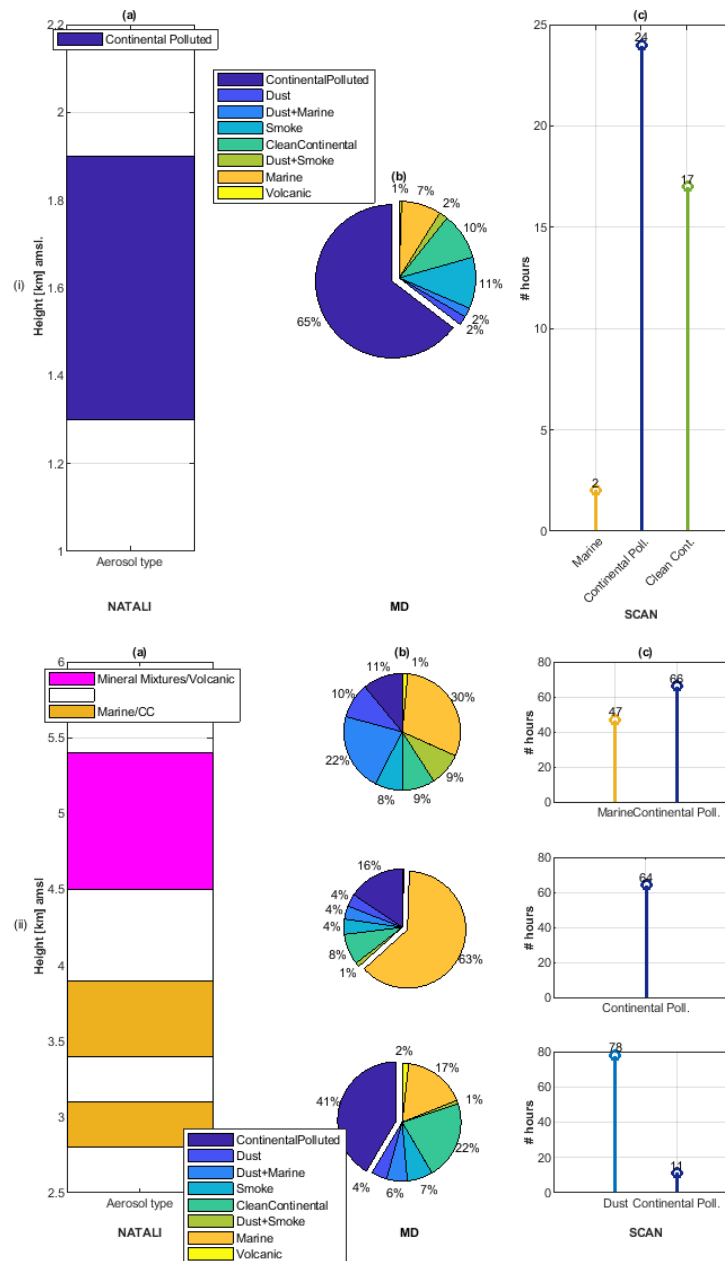 (a)
2.2
Continental Polluted
2
1.8
1.6
1.4
1.2
1
Height [km] amsl.
(i)
Aerosol type
NATALI
ContinentalPolluted
Dust
Dust+Marine
Smoke
CleanContinental
Dust+Smoke
Marine
Volcanic
(b)
1%
7%
2%
10%
11%
2%
2%
65%
MD
(c)
25
20
15
10
5
0
# hours
24
17
2
Marine
Continental Poll.
Clean Cont.
SCAN
(a)
6
Mineral Mixtures/Volcanic
Marine/CC
5.5
5
4.5
4
3.5
3
2.5
Height [km] amsl
(ii)
Aerosol type
NATALI
(b)
11%
1%
10%
30%
22%
9%
8%
9%
16%
4%
4%
4%
8%
1%
63%
2%
41%
17%
1%
22%
4%
6%
7%
ContinentalPolluted
Dust
Dust+Marine
Smoke
CleanContinental
Dust+Smoke
Marine
Volcanic
MD
(c)
80
60
40
20
0
# hours
47
66
Marine Continental Poll.
80
60
40
20
0
# hours
64
Continental Poll.
80
60
40
20
0
# hours
78
11
Dust Continental Poll.
SCAN